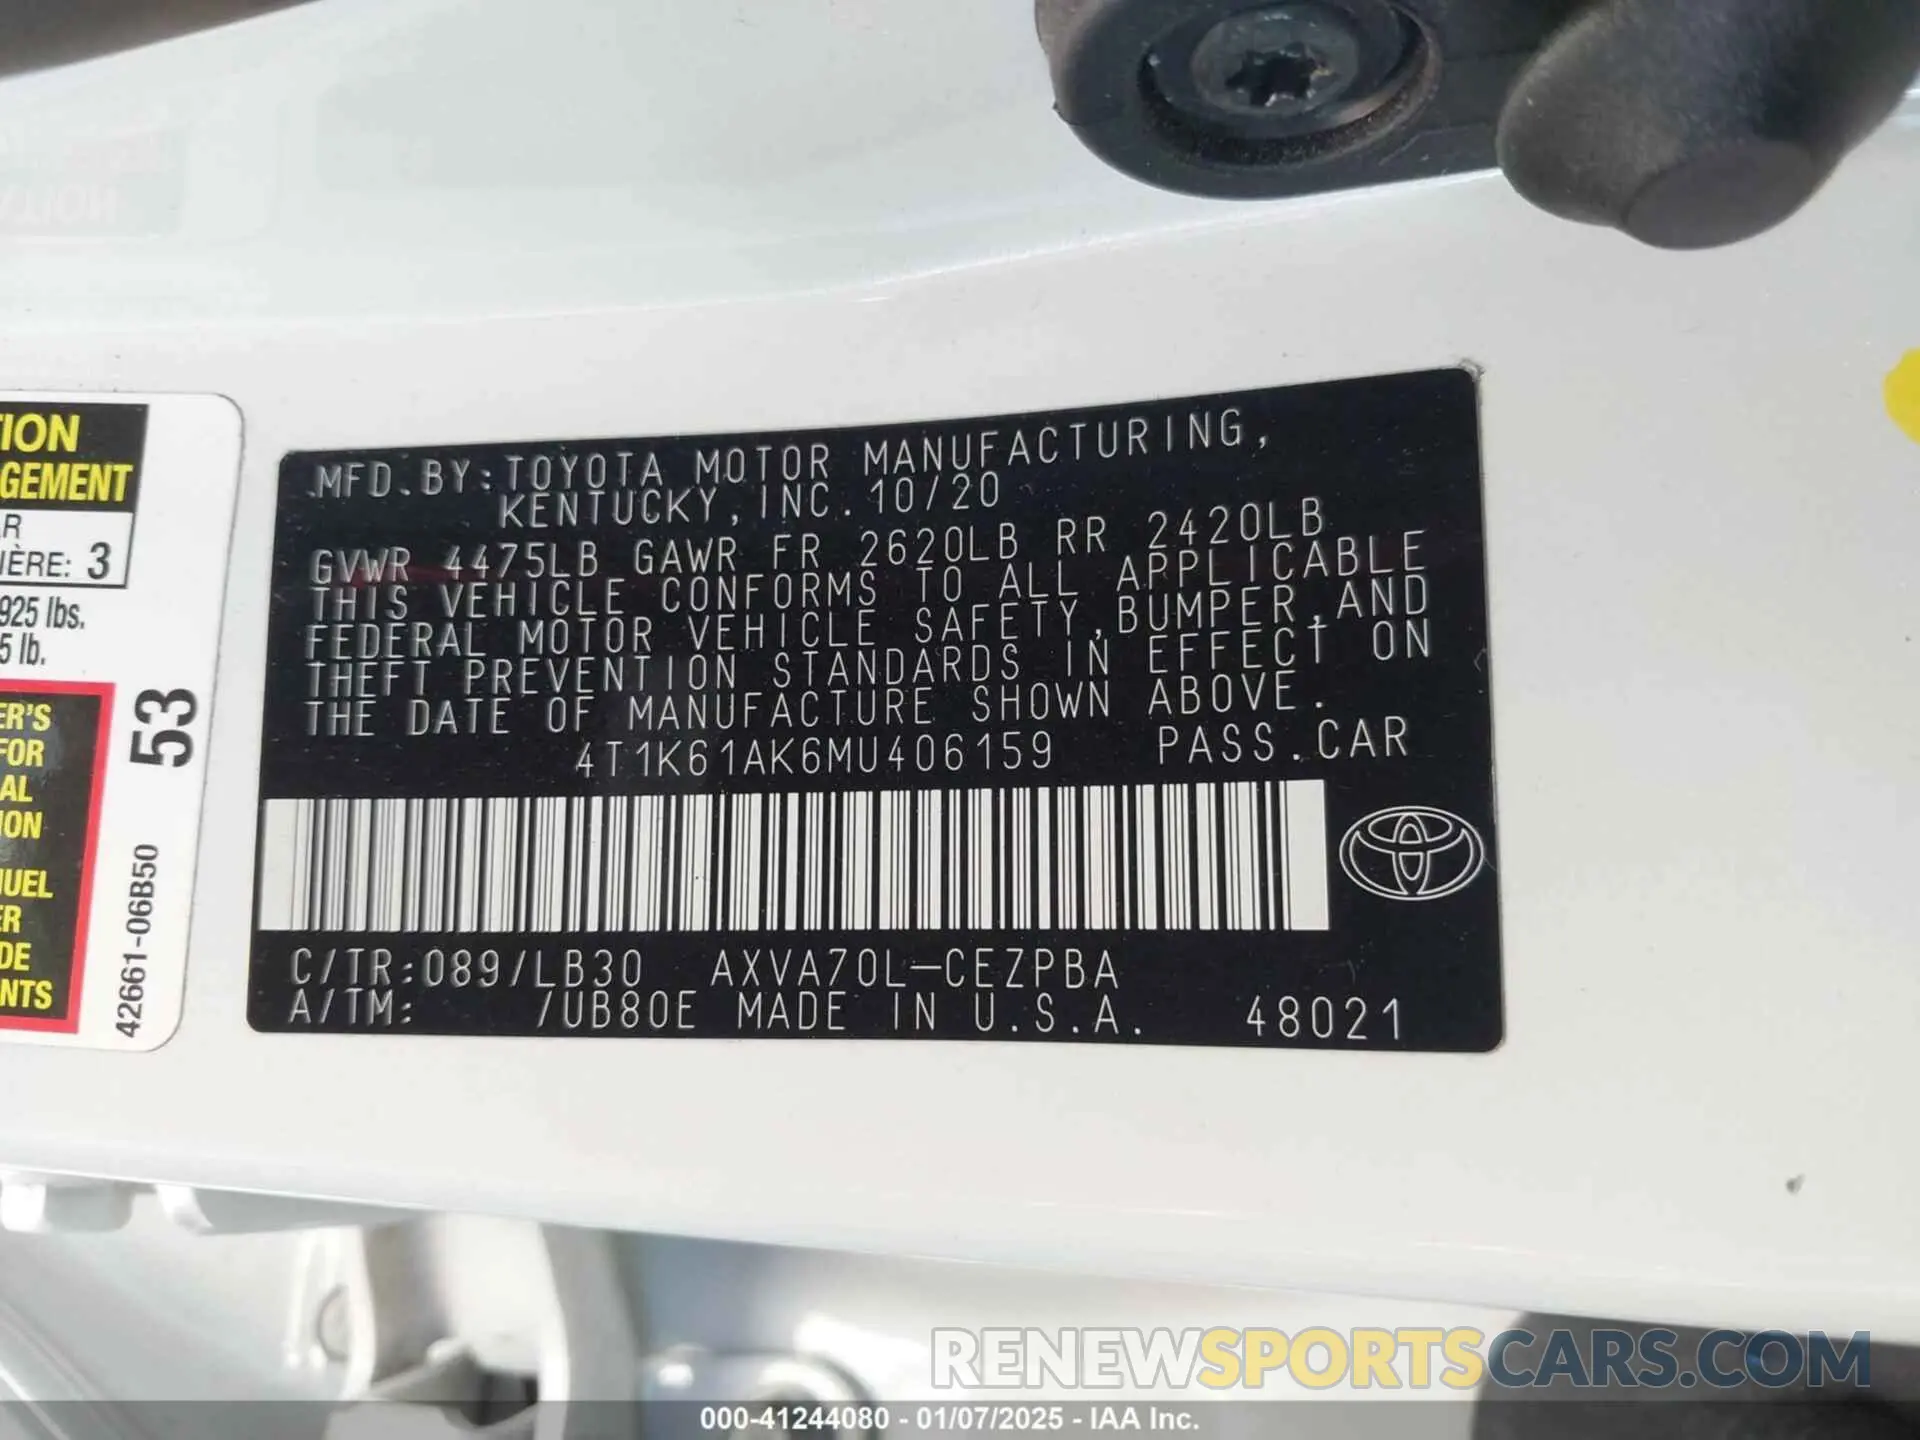 TION
GEMENT
AR
IÈRE: 3
925 lbs.
5 lb.
ER'S
FOR
AL
ION
NUEL
ER
DE
NTS
53
42661-06B50
MFD. BY: TOYOTA MOTOR MANUFACTURING,
KENTUCKY, INC. 10/20
GVWR 4475LB GAWR FR 2620LB RR 2420LB
THIS VEHICLE CONFORMS TO ALL APPLICABLE
FEDERAL MOTOR VEHICLE SAFETY, BUMPER, AND
THEFT PREVENTION STANDARDS IN EFFECT ON
THE DATE OF MANUFACTURE SHOWN ABOVE.
4T1K61AK6MU406159 PASS. CAR
C/TR: 089/LB30 AXVA70L-CEZPBA
A/TM: /UB80E MADE IN U.S.A. 48021
RENEWSPORTSCARS.COM
000-41244080 - 01/07/2025 - IAA Inc.